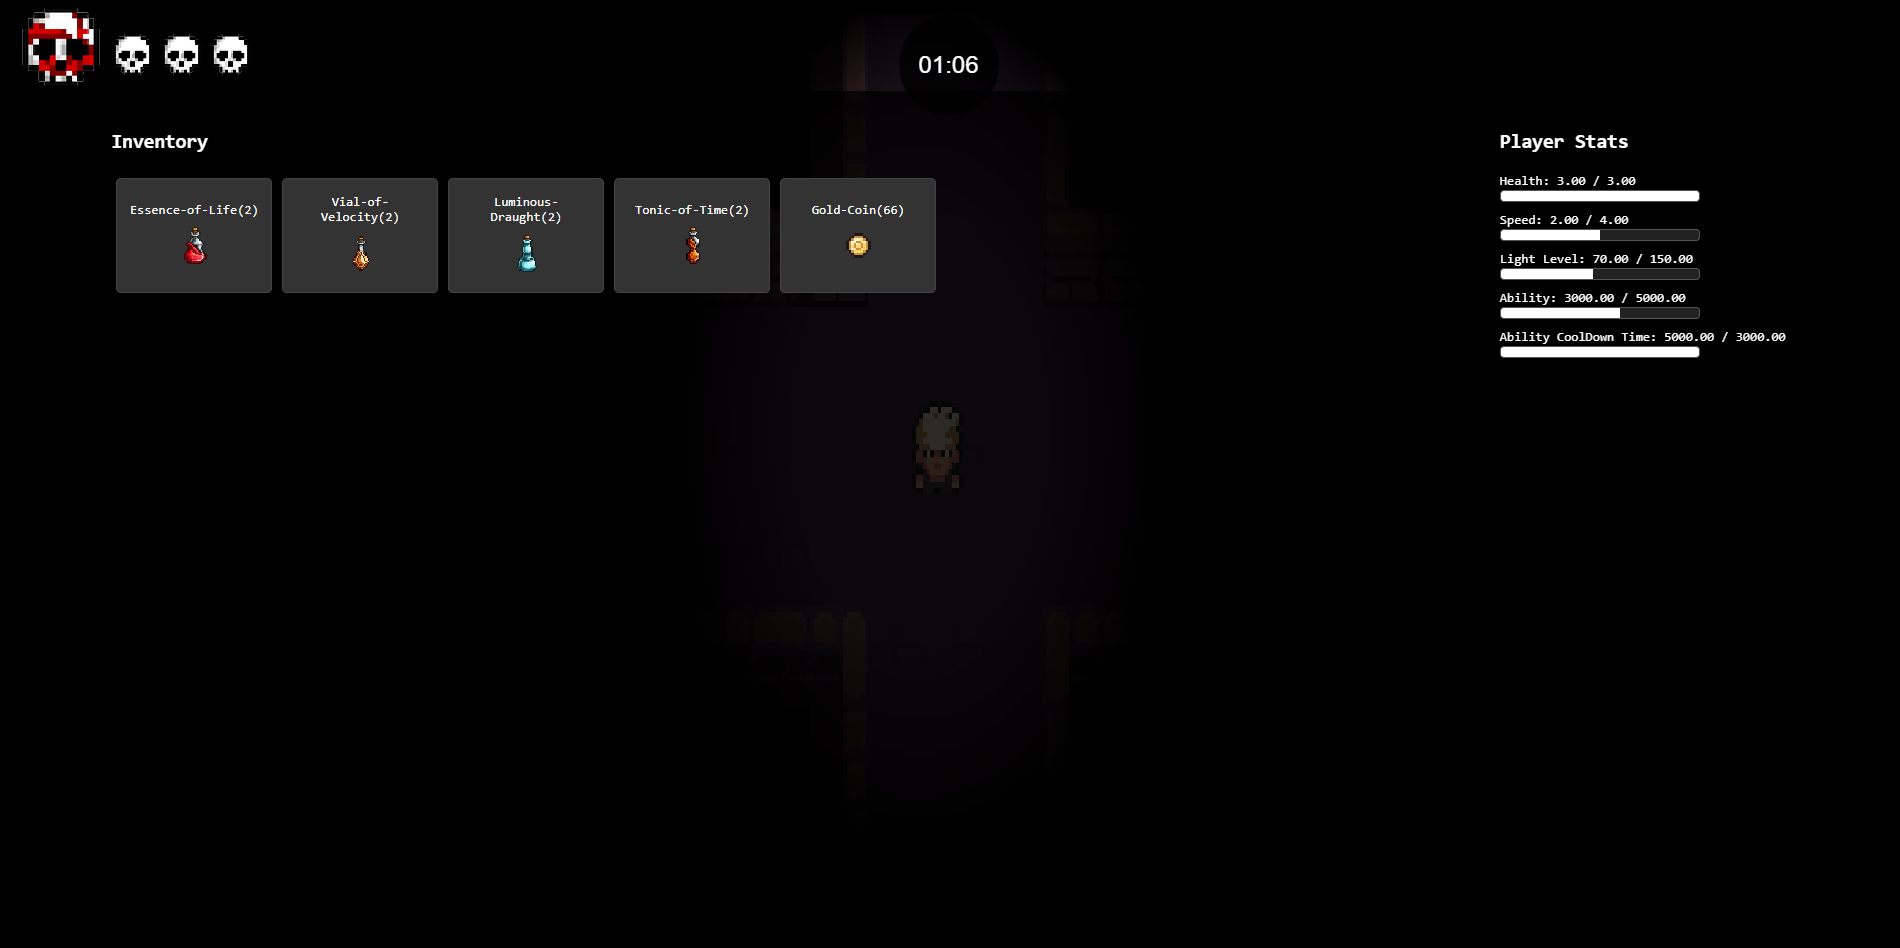 01:06
Inventory
Essence-of-Life(2)
Vial-of-
Velocity(2)
Luminous-
Draught(2)
Tonic-of-Time(2)
Gold-Coin(66)
Player Stats
Health: 3.00 / 3.00
Speed: 2.00 / 4.00
Light Level: 70.00 / 150.00
Ability: 3000.00 / 5000.00
Ability CoolDown Time: 5000.00 / 3000.00